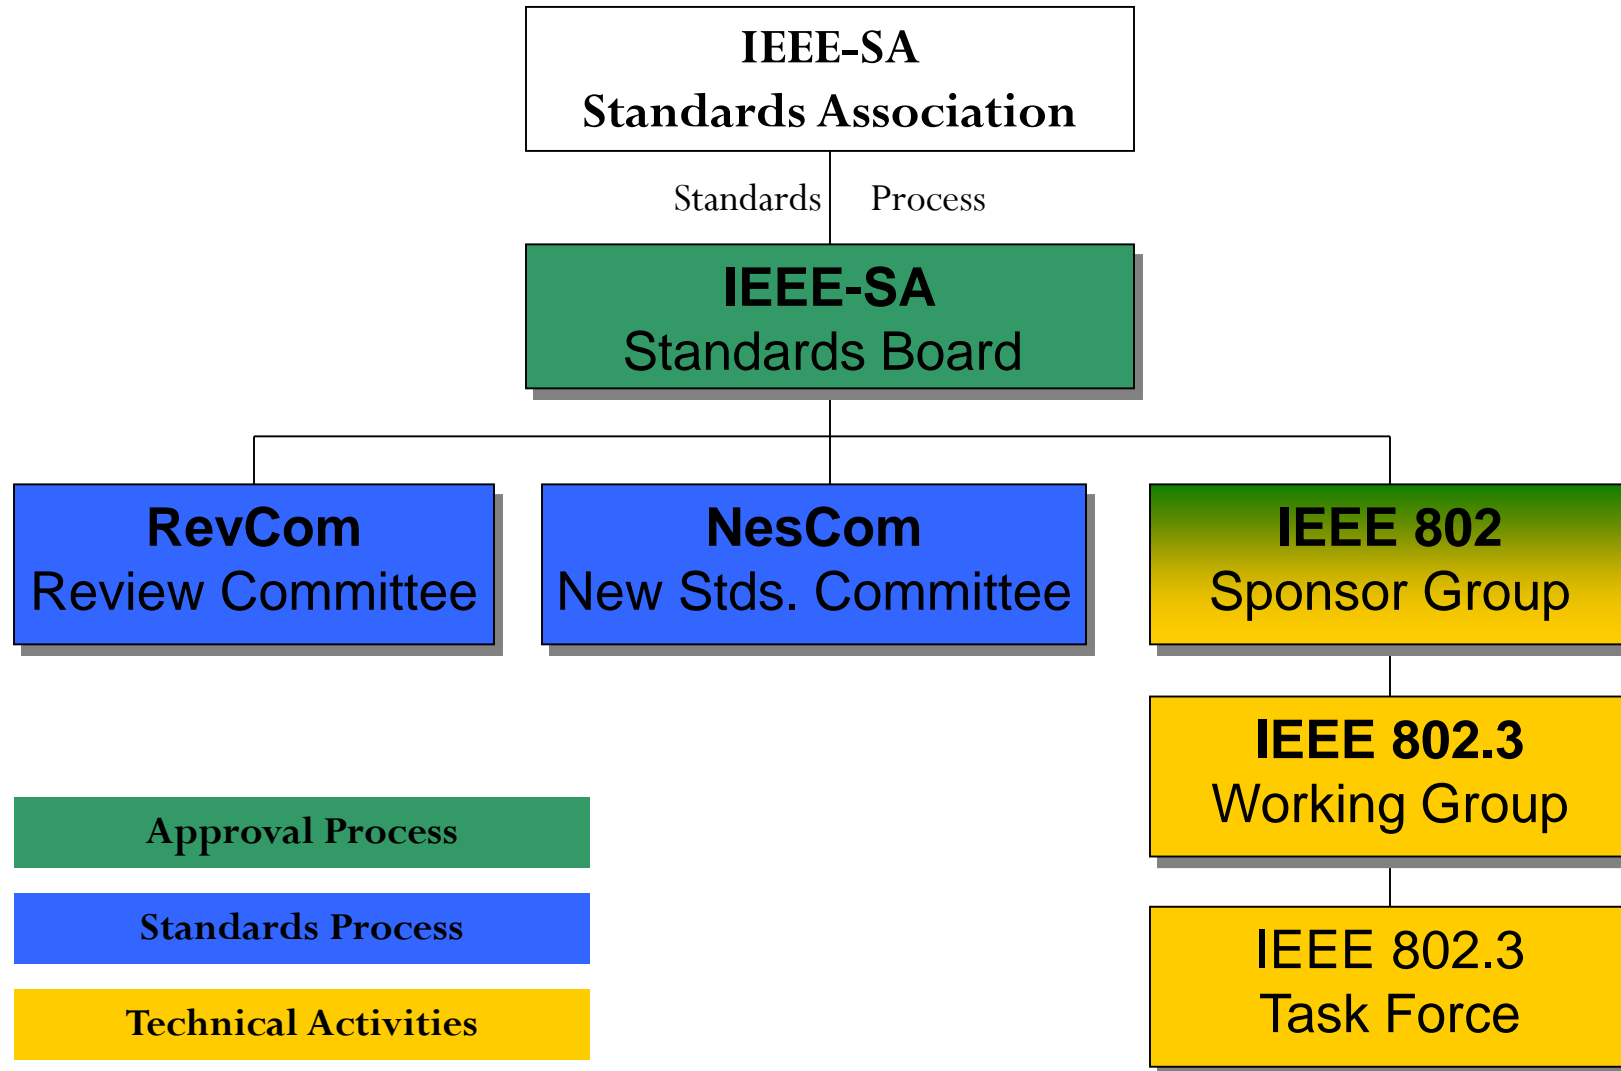 IEEE-SA
Standards Association
Standards Process
IEEE-SA
Standards Board
RevCom
Review Committee
NesCom
New Stds. Committee
IEEE 802
Sponsor Group
IEEE 802.3
Working Group
IEEE 802.3
Task Force
Approval Process
Standards Process
Technical Activities